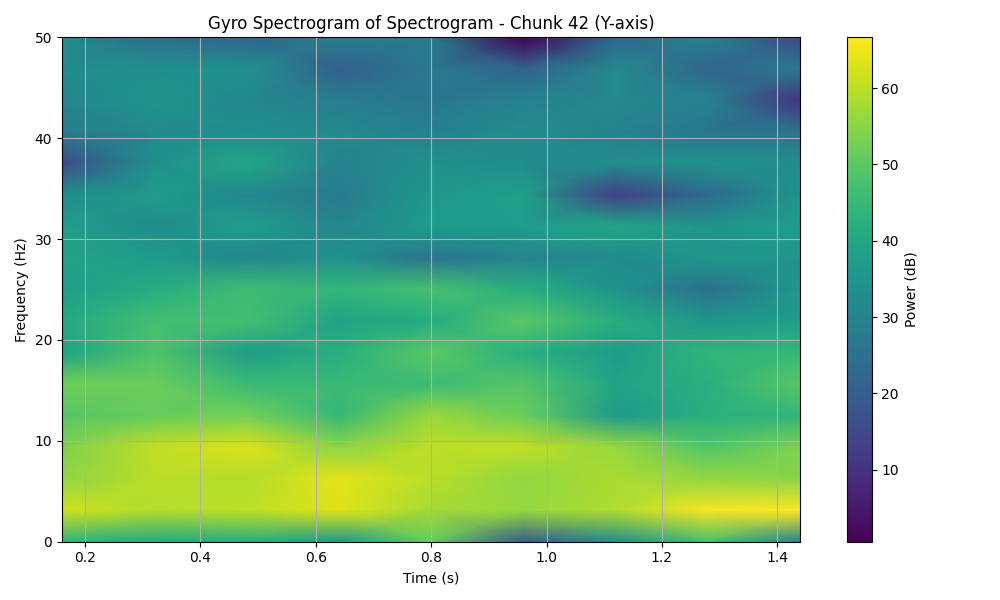 Gyro Spectrogram of Spectrogram - Chunk 42 (Y-axis)
50
40
30
20
10
0
Frequency (Hz)
0.2 0.4 0.6 0.8 1.0 1.2 1.4
Time (s)
60
50
40
30
20
10
Power (dB)